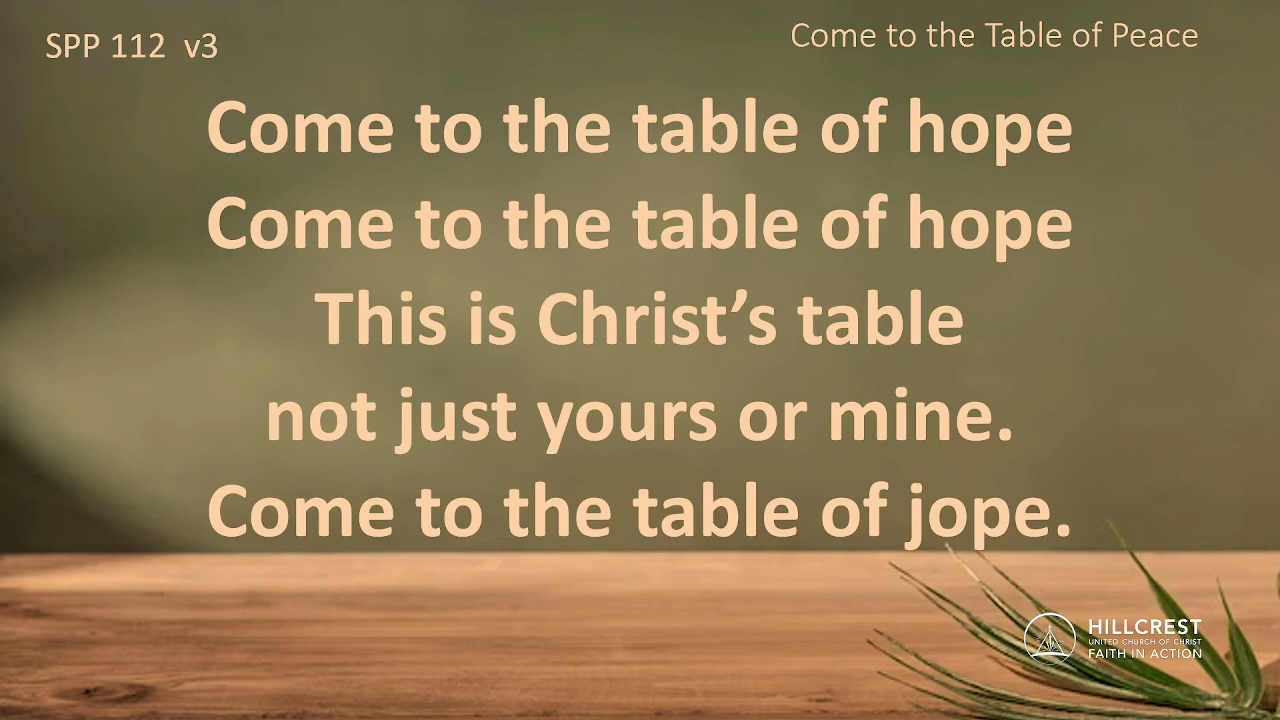 SPP 112 v3
Come to the Table of Peace
Come to the table of hope
Come to the table of hope
This is Christ’s table
not just yours or mine.
Come to the table of jope.
HILLCREST
UNITED CHURCH OF CHRIST
FAITH IN ACTION